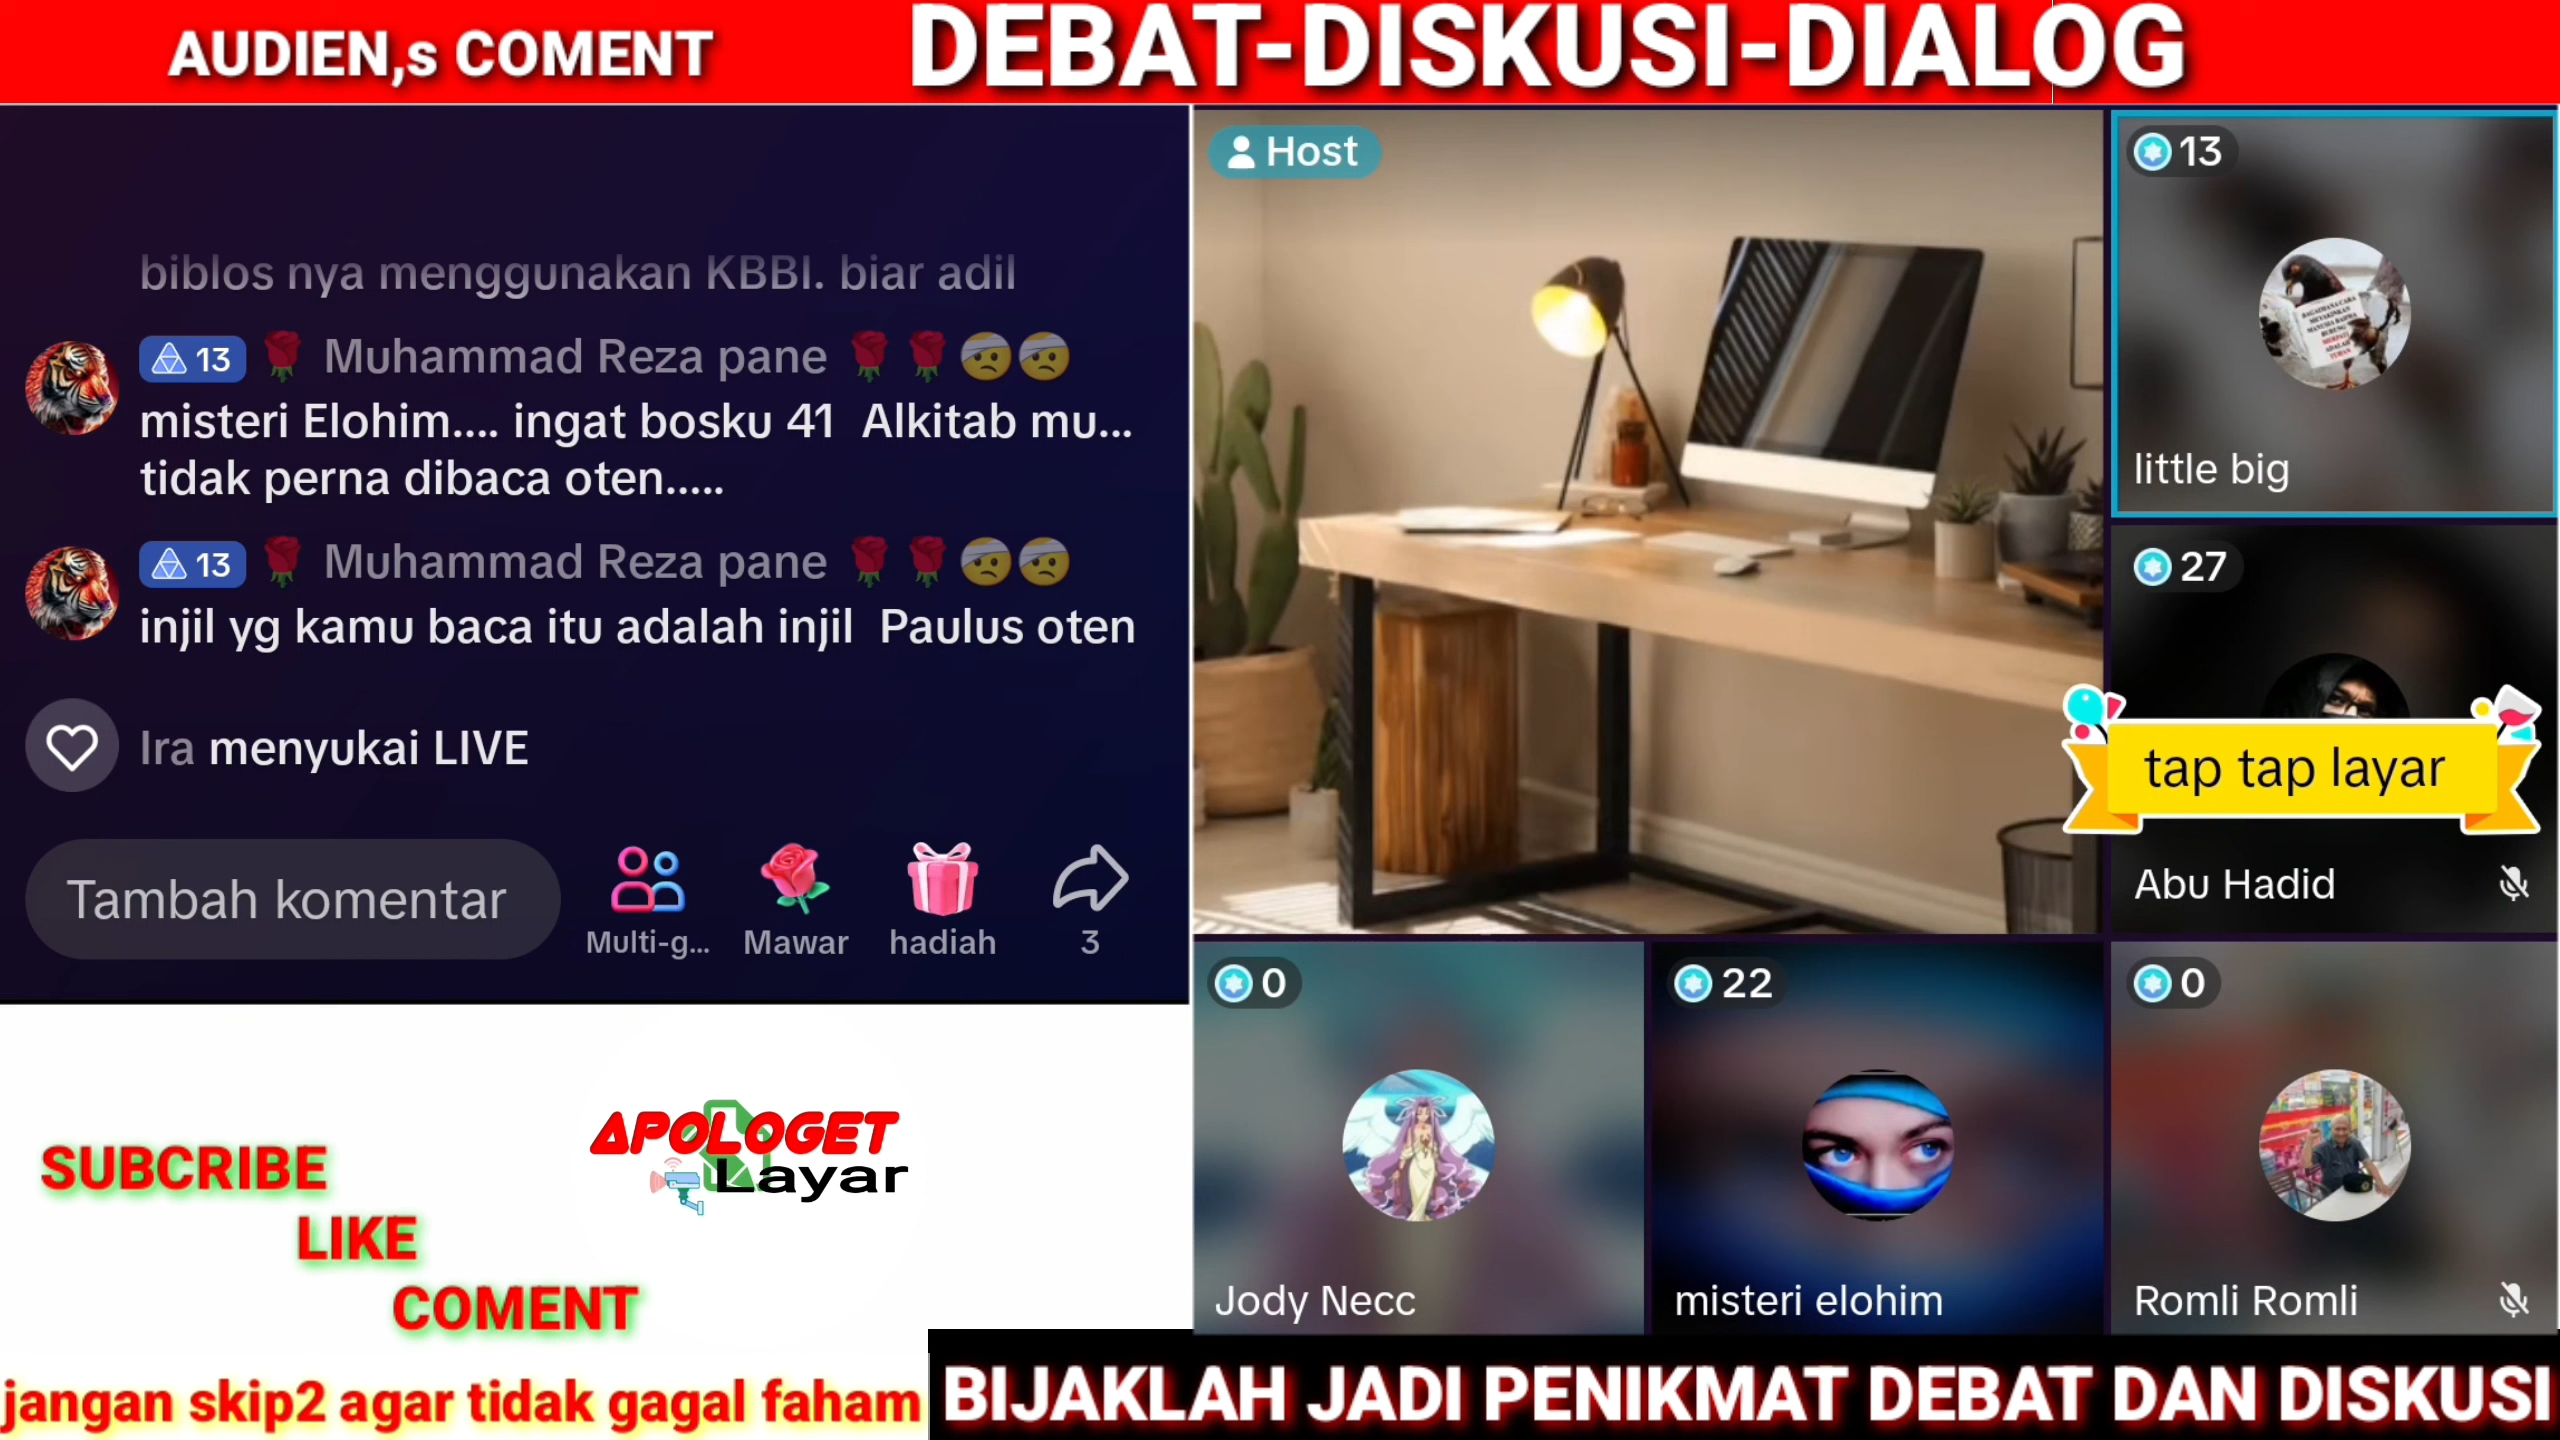 AUDIEN,s COMENT
DEBAT-DISKUSI-DIALOG
biblos nya menggunakan KBBI. biar adil
13 🌹 Muhammad Reza pane 🌹🌹🤕🤕
misteri Elohim.... ingat bosku 41 Alkitab mu...
tidak perna dibaca oten.....
13 🌹 Muhammad Reza pane 🌹🌹🤕🤕
injil yg kamu baca itu adalah injil Paulus oten
Ira menyukai LIVE
Tambah komentar
Multi-g...
Mawar
hadiah
3
Host
13
little big
27
tap tap layar
Abu Hadid
0
Jody Necc
22
misteri elohim
0
Romli Romli
APOLOGET
Layar
SUBCRIBE
LIKE
COMENT
jangan skip2 agar tidak gagal faham
BIJAKLAH JADI PENIKMAT DEBAT DAN DISKUSI